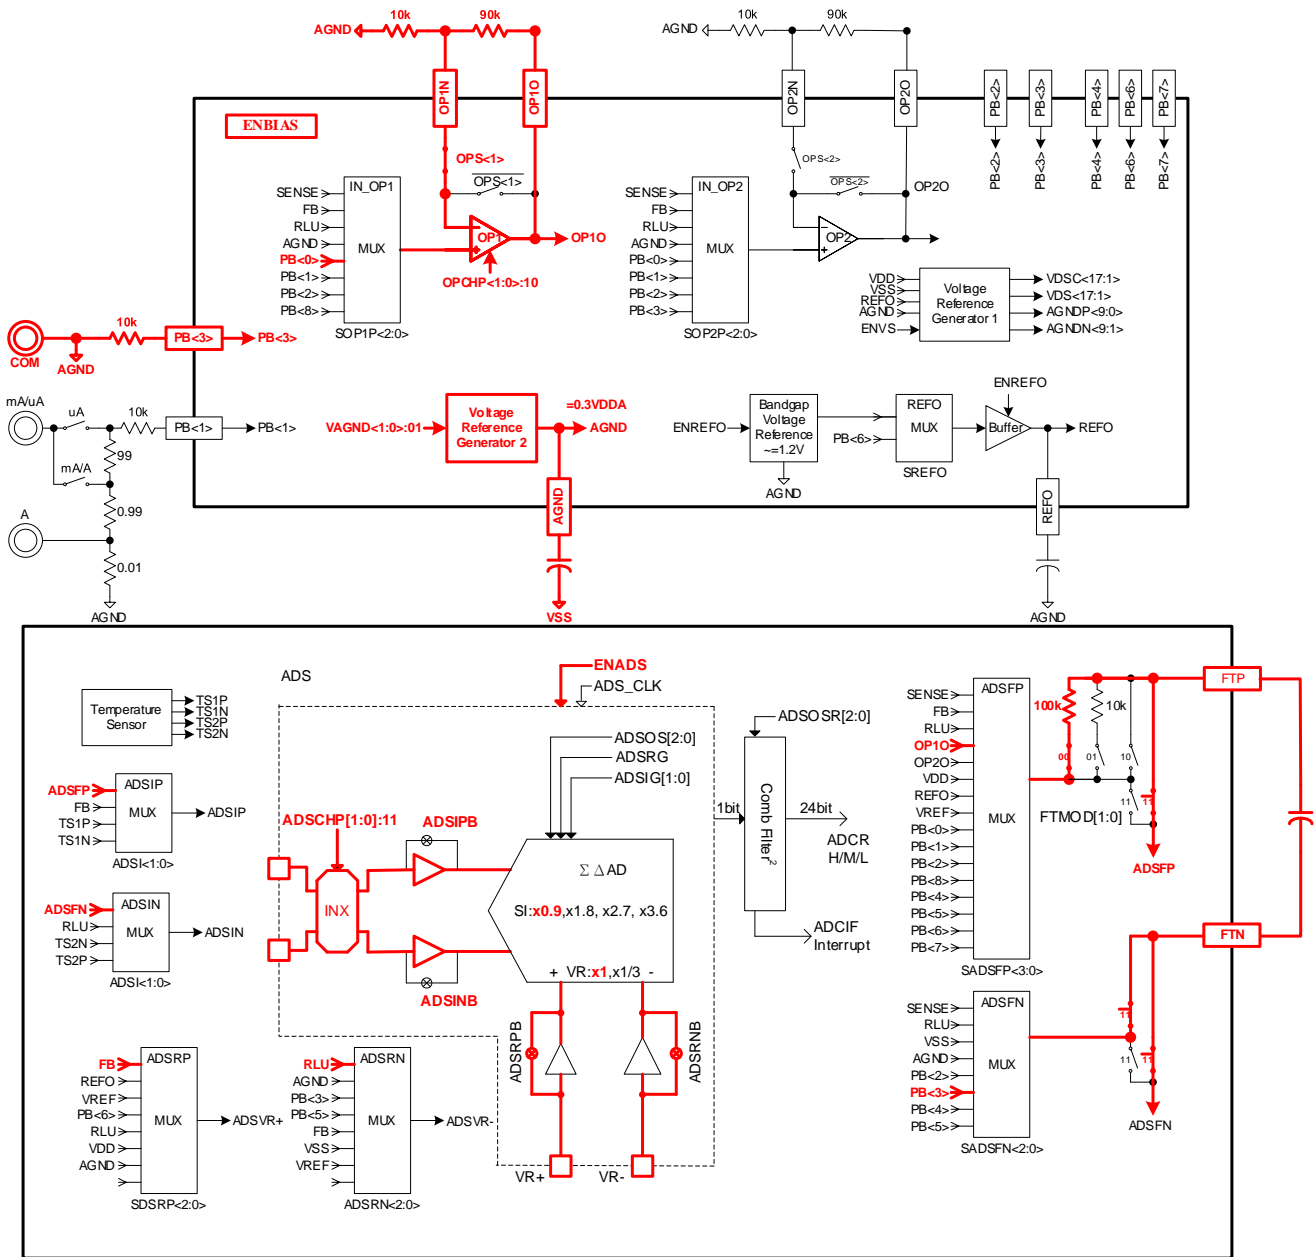 10k
90k
AGND
10k
90k
AGND
OP1N
OP1O
OP2N
OP2O
PB<2>
PB<3>
PB<4>
PB<6>
PB<7>
ENBIAS
OPS<1>
OPS<1>
OPS<2>
OPS<2>
PB<2>
PB<3>
PB<4>
PB<6>
PB<7>
IN_OP1
SENSE
FB
RLU
AGND
PB<0>
PB<1>
PB<2>
PB<8>
MUX
SOP1P<2:0>
OP1
OP1O
OPCHP<1:0>:10
IN_OP2
SENSE
FB
RLU
AGND
PB<0>
PB<1>
PB<2>
PB<3>
MUX
SOP2P<2:0>
OP2
OP2O
VDD
VSS
REFO
AGND
ENVS
Voltage
Reference
Generator 1
VDSC<17:1>
VDS<17:1>
AGNDP<9:0>
AGNDN<9:1>
COM
AGND
10k
PB<3>
PB<3>
mA/uA
uA
10k
PB<1>
PB<1>
99
mA/A
0.99
A
0.01
AGND
VAGND<1:0>:01
Voltage
Reference
Generator 2
=0.3VDDA
AGND
AGND
VSS
ENREFO
Bandgap
Voltage
Reference
~=1.2V
AGND
PB<6>
REFO
MUX
SREFO
ENREFO
Buffer
REFO
REFO
AGND
ADS
ENADS
ADS_CLK
Temperature
Sensor
TS1P
TS1N
TS2P
TS2N
ADSFP
FB
TS1P
TS1N
ADSIP
MUX
ADSI<1:0>
ADSIP
ADSFN
RLU
TS2N
TS2P
ADSIN
MUX
ADSI<1:0>
ADSIN
ADSCHP[1:0]:11
INX
ADSIPB
ADSINB
ADSOS[2:0]
ADSRG
ADSIG[1:0]
Σ Δ AD
SI:x0.9,x1.8, x2.7, x3.6
+ VR:x1,x1/3 -
ADSRPB
ADSRNB
VR+
VR-
1bit
ADSOSR[2:0]
Comb Filter2
24bit
ADCR
H/M/L
ADCIF
Interrupt
FB
REFO
VREF
PB<6>
RLU
VDD
AGND
ADSRP
MUX
SDSRP<2:0>
ADSVR+
RLU
AGND
PB<3>
PB<5>
FB
VSS
VREF
ADSRN
MUX
ADSRN<2:0>
ADSVR-
SENSE
FB
RLU
OP1O
OP2O
VDD
REFO
VREF
PB<0>
PB<1>
PB<2>
PB<8>
PB<4>
PB<5>
PB<6>
PB<7>
ADSFP
MUX
SADSFP<3:0>
100k
10k
00
01
10
11
11
FTMOD[1:0]
ADSFP
FTP
FTN
SENSE
RLU
VSS
AGND
PB<2>
PB<3>
PB<4>
PB<5>
ADSFN
MUX
SADSFN<2:0>
11
11
11
ADSFN